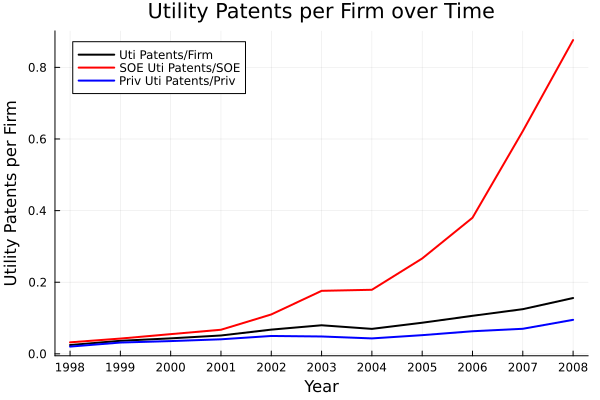 Utility Patents per Firm over Time
Uti Patents/Firm
SOE Uti Patents/SOE
Priv Uti Patents/Priv
Utility Patents per Firm
0.8
0.6
0.4
0.2
0.0
1998 1999 2000 2001 2002 2003 2004 2005 2006 2007 2008
Year